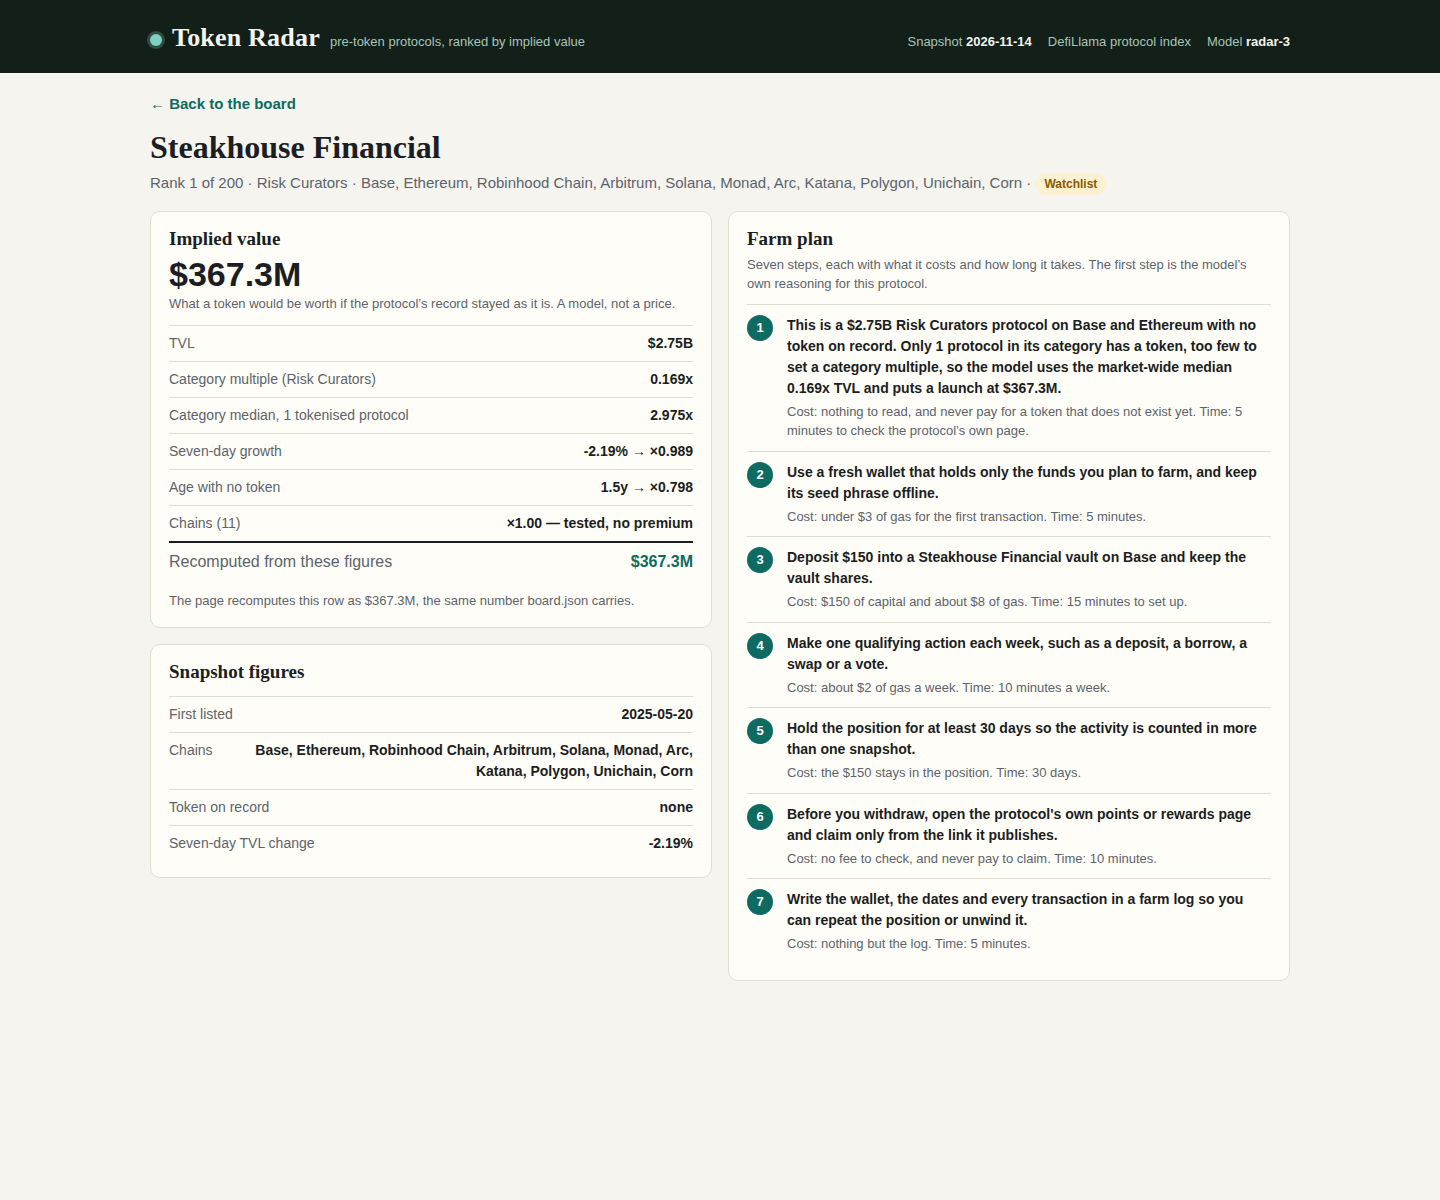 Token Radar pre-token protocols, ranked by implied value
Snapshot 2026-11-14 DefiLlama protocol index Model radar-3
← Back to the board
Steakhouse Financial
Rank 1 of 200 · Risk Curators · Base, Ethereum, Robinhood Chain, Arbitrum, Solana, Monad, Arc, Katana, Polygon, Unichain, Corn · Watchlist
Implied value
$367.3M
What a token would be worth if the protocol's record stayed as it is. A model, not a price.
TVL $2.75B
Category multiple (Risk Curators) 0.169x
Category median, 1 tokenised protocol 2.975x
Seven-day growth -2.19% → ×0.989
Age with no token 1.5y → ×0.798
Chains (11) ×1.00 — tested, no premium
Recomputed from these figures $367.3M
The page recomputes this row as $367.3M, the same number board.json carries.
Snapshot figures
First listed 2025-05-20
Chains Base, Ethereum, Robinhood Chain, Arbitrum, Solana, Monad, Arc,
Katana, Polygon, Unichain, Corn
Token on record none
Seven-day TVL change -2.19%
Farm plan
Seven steps, each with what it costs and how long it takes. The first step is the model's
own reasoning for this protocol.
1 This is a $2.75B Risk Curators protocol on Base and Ethereum with no
token on record. Only 1 protocol in its category has a token, too few to
set a category multiple, so the model uses the market-wide median
0.169x TVL and puts a launch at $367.3M.
Cost: nothing to read, and never pay for a token that does not exist yet. Time: 5
minutes to check the protocol's own page.
2 Use a fresh wallet that holds only the funds you plan to farm, and keep
its seed phrase offline.
Cost: under $3 of gas for the first transaction. Time: 5 minutes.
3 Deposit $150 into a Steakhouse Financial vault on Base and keep the
vault shares.
Cost: $150 of capital and about $8 of gas. Time: 15 minutes to set up.
4 Make one qualifying action each week, such as a deposit, a borrow, a
swap or a vote.
Cost: about $2 of gas a week. Time: 10 minutes a week.
5 Hold the position for at least 30 days so the activity is counted in more
than one snapshot.
Cost: the $150 stays in the position. Time: 30 days.
6 Before you withdraw, open the protocol's own points or rewards page
and claim only from the link it publishes.
Cost: no fee to check, and never pay to claim. Time: 10 minutes.
7 Write the wallet, the dates and every transaction in a farm log so you
can repeat the position or unwind it.
Cost: nothing but the log. Time: 5 minutes.